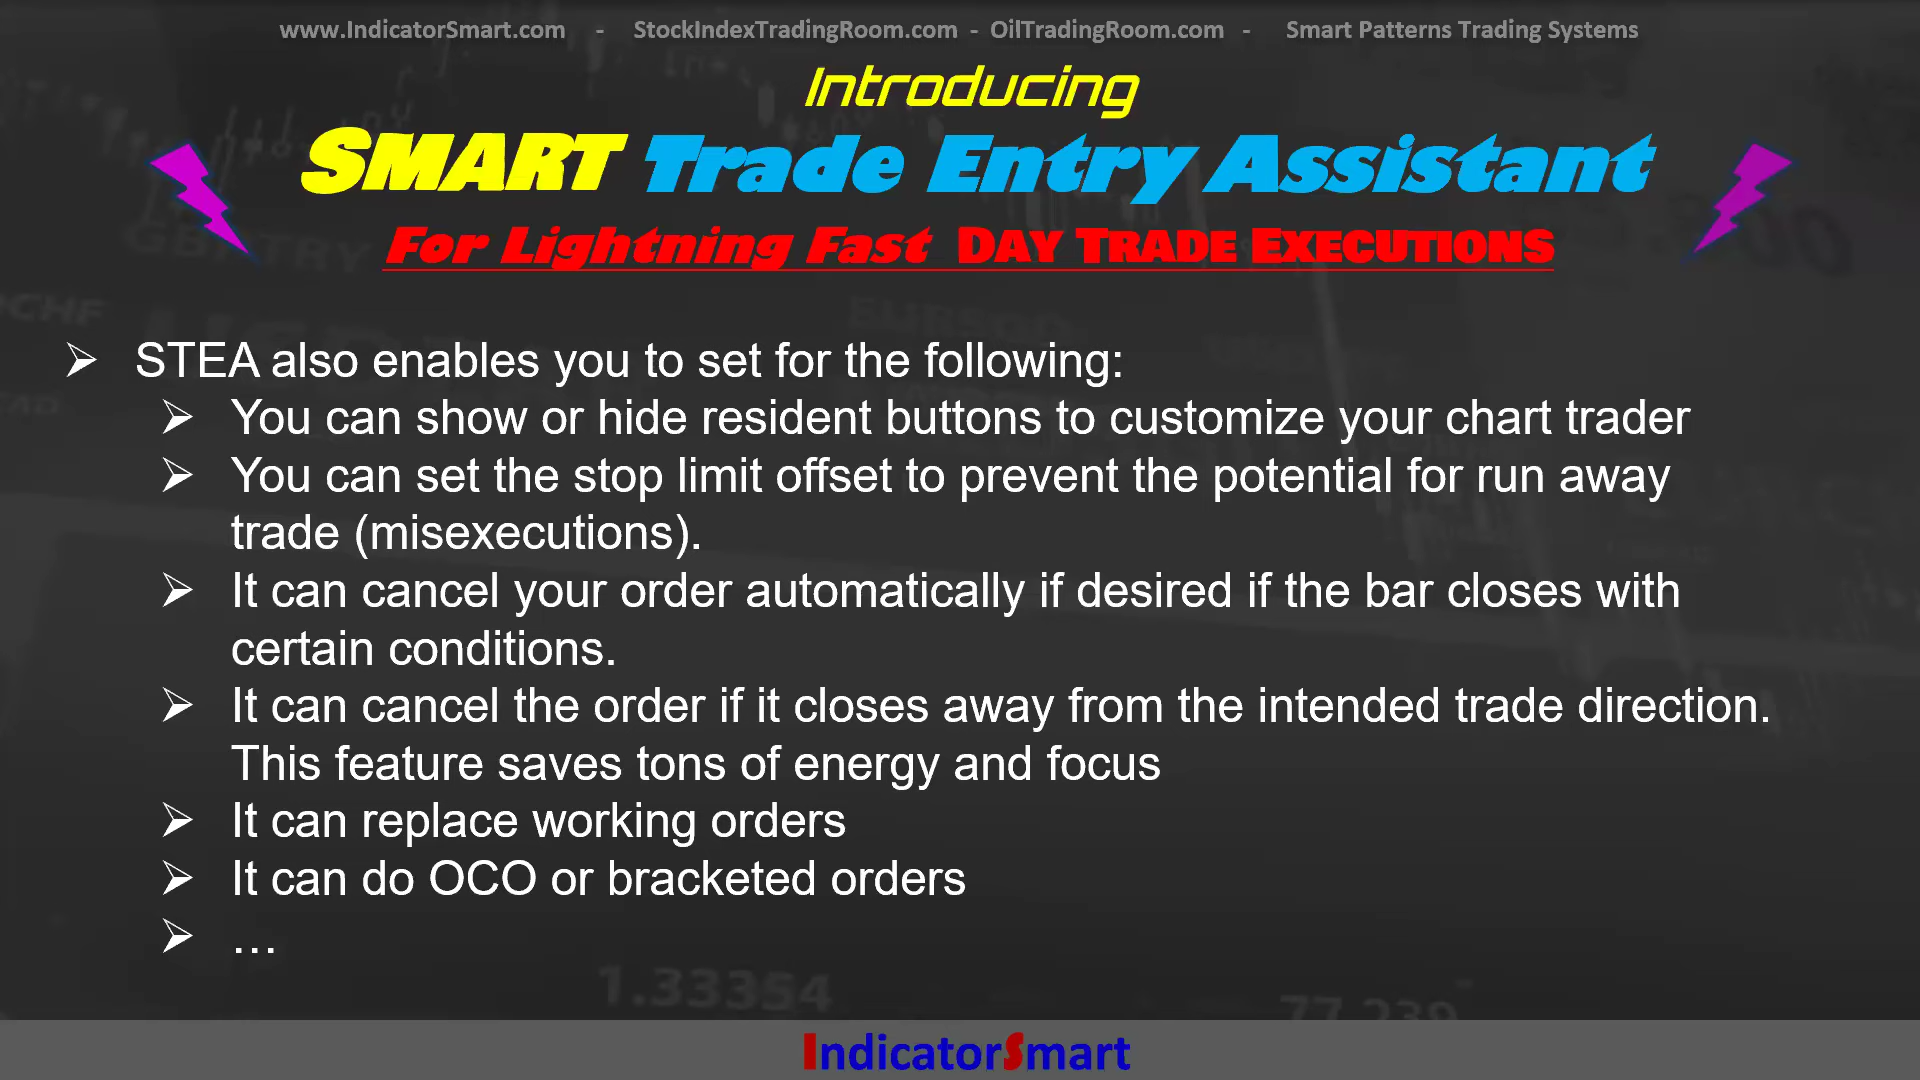 www.IndicatorSmart.com - StockIndexTradingRoom.com - OilTradingRoom.com - Smart Patterns Trading Systems
Introducing
SMART Trade Entry Assistant
For Lightning Fast DAY TRADE EXECUTIONS
➢ STEA also enables you to set for the following:
➢ You can show or hide resident buttons to customize your chart trader
➢ You can set the stop limit offset to prevent the potential for run away
trade (misexecutions).
➢ It can cancel your order automatically if desired if the bar closes with
certain conditions.
➢ It can cancel the order if it closes away from the intended trade direction.
This feature saves tons of energy and focus
➢ It can replace working orders
➢ It can do OCO or bracketed orders
➢ …
1.33354
77.239
IndicatorSmart